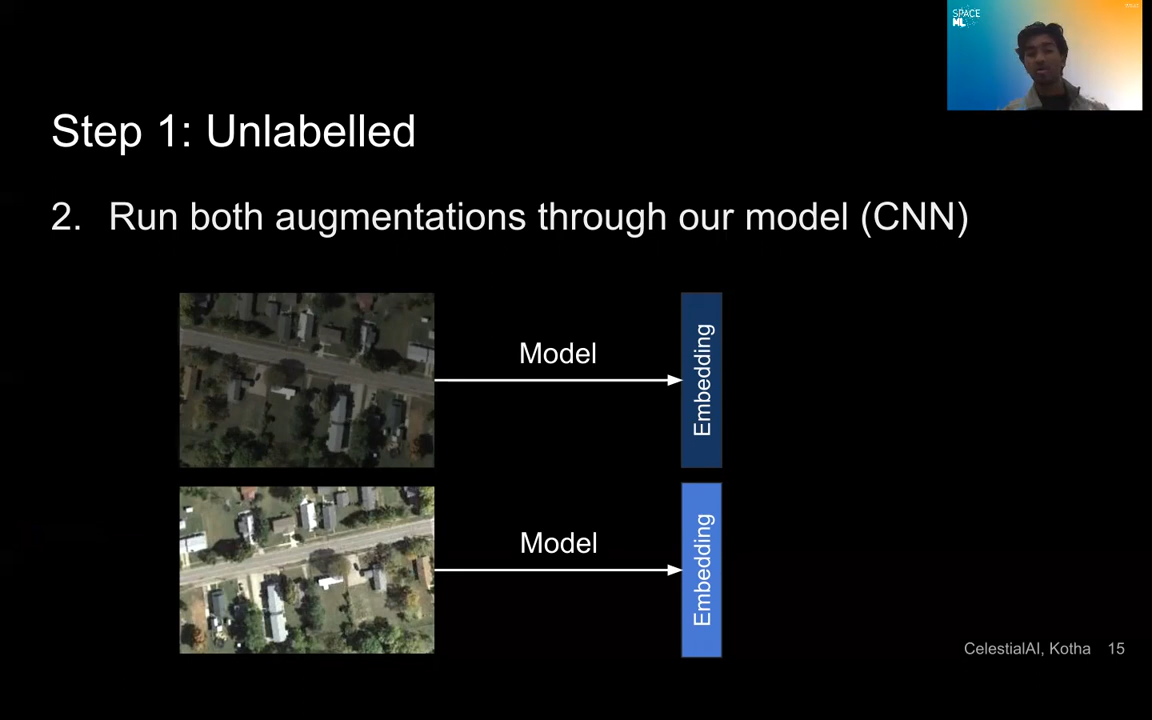 SPACE
ML
Step 1: Unlabelled
2. Run both augmentations through our model (CNN)
Model
Embedding
Model
Embedding
CelestialAI, Kotha 15